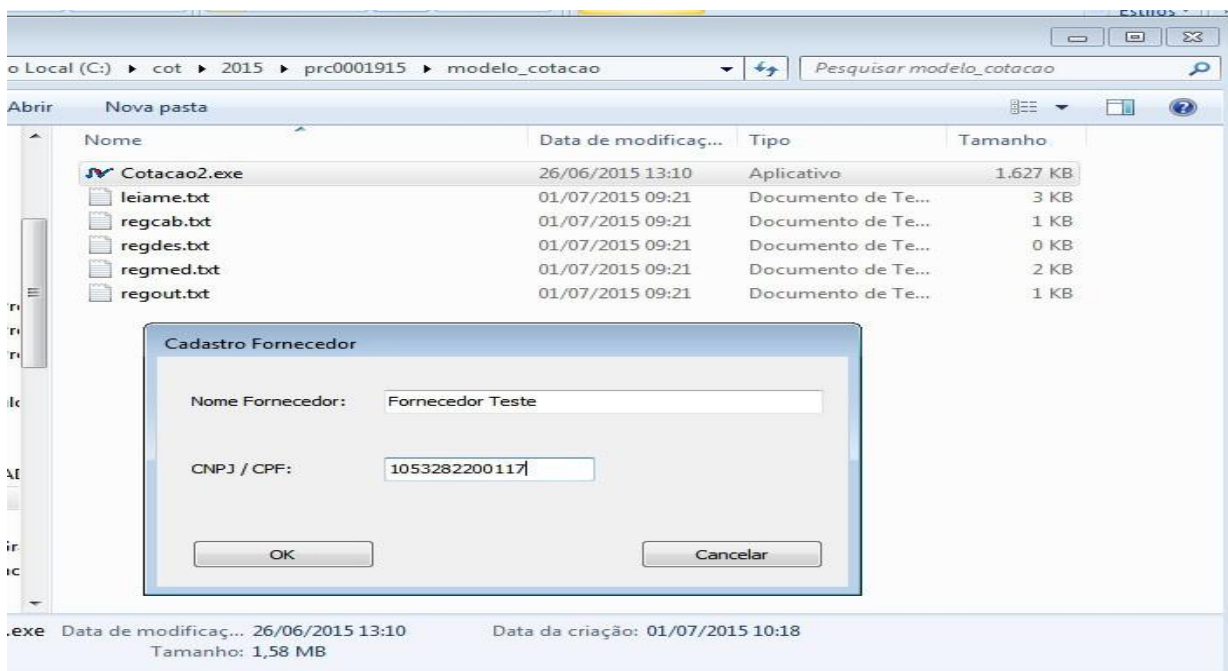 Estilos
o Local (C:) ▸ cot ▸ 2015 ▸ prc0001915 ▸ modelo_cotacao Pesquisar modelo_cotacao
Abrir Nova pasta
Nome Data de modificaç... Tipo Tamanho
Cotacao2.exe 26/06/2015 13:10 Aplicativo 1.627 KB
leiame.txt 01/07/2015 09:21 Documento de Te... 3 KB
regcab.txt 01/07/2015 09:21 Documento de Te... 1 KB
regdes.txt 01/07/2015 09:21 Documento de Te... 0 KB
regmed.txt 01/07/2015 09:21 Documento de Te... 2 KB
regout.txt 01/07/2015 09:21 Documento de Te... 1 KB
Cadastro Fornecedor
Nome Fornecedor: Fornecedor Teste
CNPJ / CPF: 1053282200117
OK Cancelar
.exe Data de modificaç... 26/06/2015 13:10 Data da criação: 01/07/2015 10:18
Tamanho: 1,58 MB